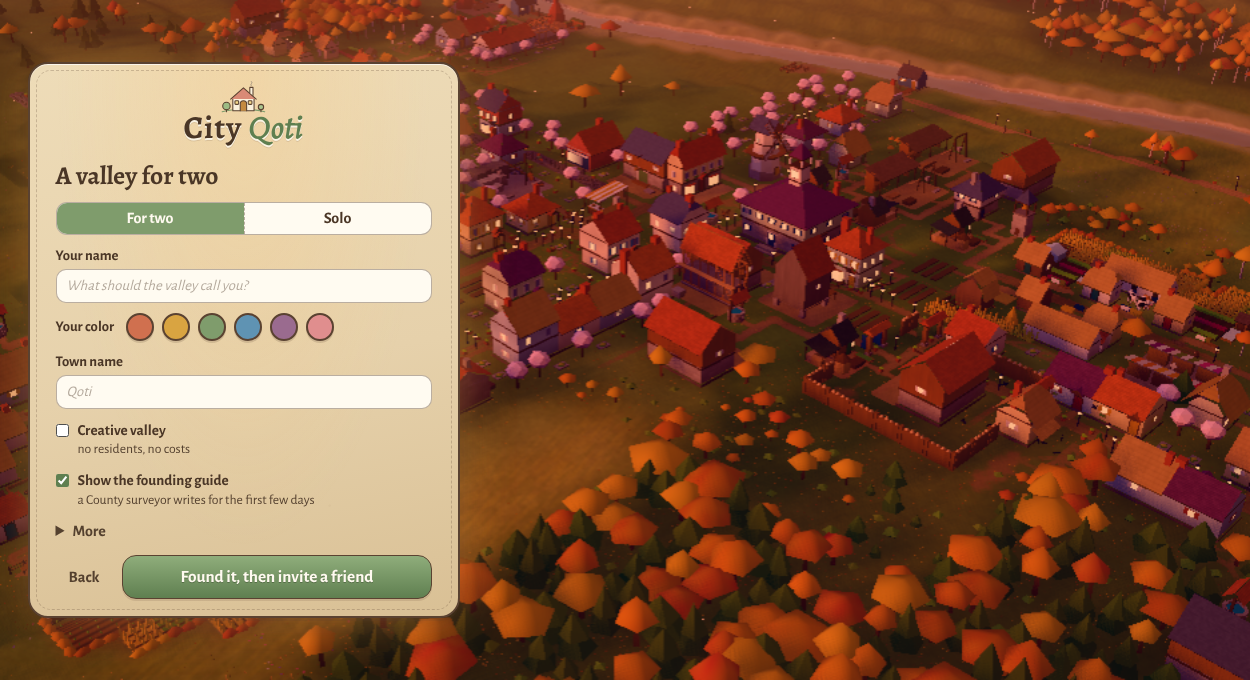 City Qoti
A valley for two
For two
Solo
Your name
What should the valley call you?
Your color
Town name
Qoti
Creative valley
no residents, no costs
Show the founding guide
a County surveyor writes for the first few days
More
Back
Found it, then invite a friend